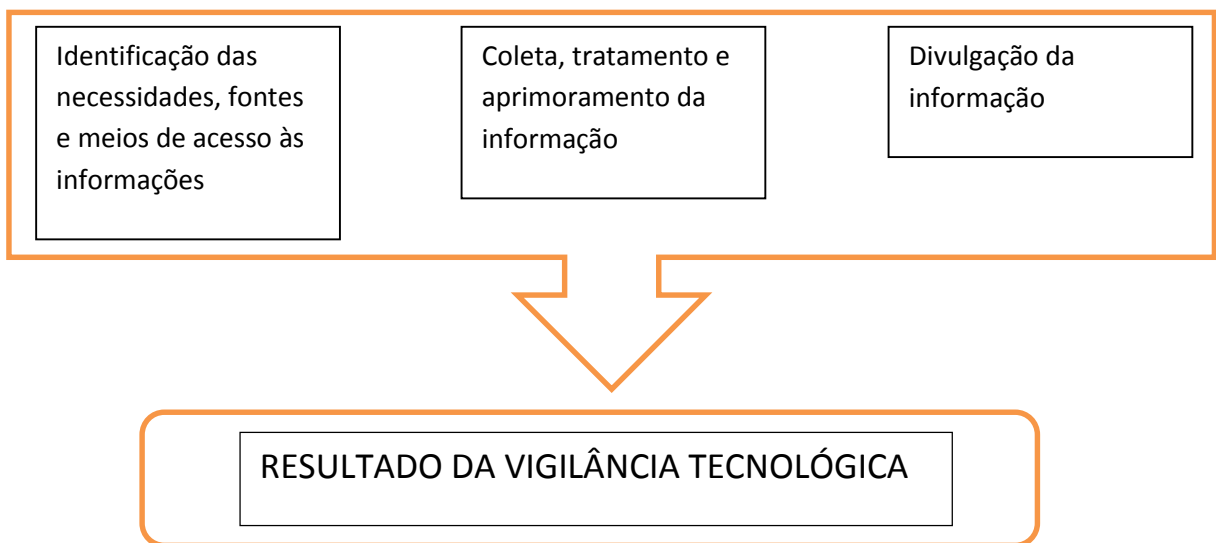 Identificação das
necessidades, fontes
e meios de acesso às
informações
Coleta, tratamento e
aprimoramento da
informação
Divulgação da
informação
RESULTADO DA VIGILÂNCIA TECNOLÓGICA